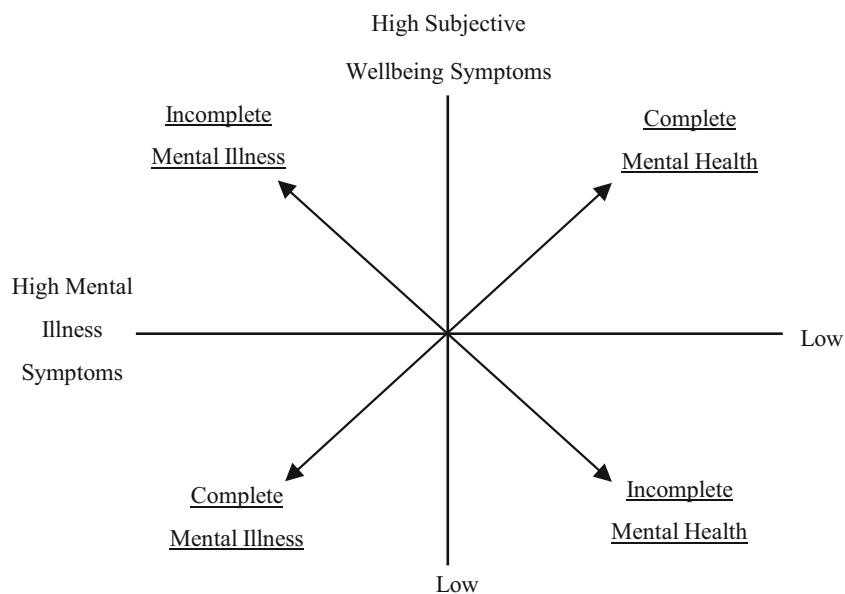 High Subjective
Wellbeing Symptoms
Incomplete
Mental Illness
Complete
Mental Health
High Mental
Illness
Symptoms
Low
Complete
Mental Illness
Incomplete
Mental Health
Low